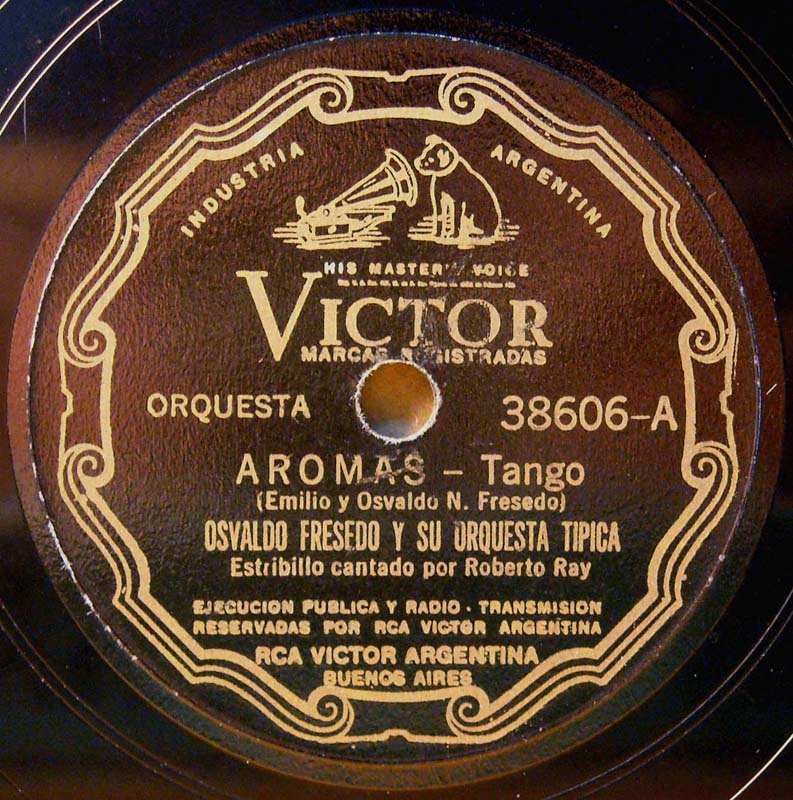 INDUSTRIA ARGENTINA
HIS MASTER'S VOICE
VICTOR
MARCAS REGISTRADAS
ORQUESTA 38606-A
AROMAS - Tango
(Emilio y Osvaldo N. Fresedo)
OSVALDO FRESEDO Y SU ORQUESTA TIPICA
Estribillo cantado por Roberto Ray
EJECUCION PUBLICA Y RADIO - TRANSMISION
RESERVADAS POR RCA VICTOR ARGENTINA
RCA VICTOR ARGENTINA
BUENOS AIRES